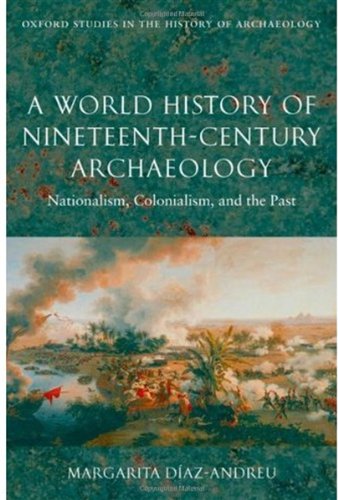 OXFORD STUDIES IN THE HISTORY OF ARCHAEOLOGY
A WORLD HISTORY OF
NINETEENTH-CENTURY
ARCHAEOLOGY
Nationalism, Colonialism, and the Past
MARGARITA DÍAZ-ANDREU